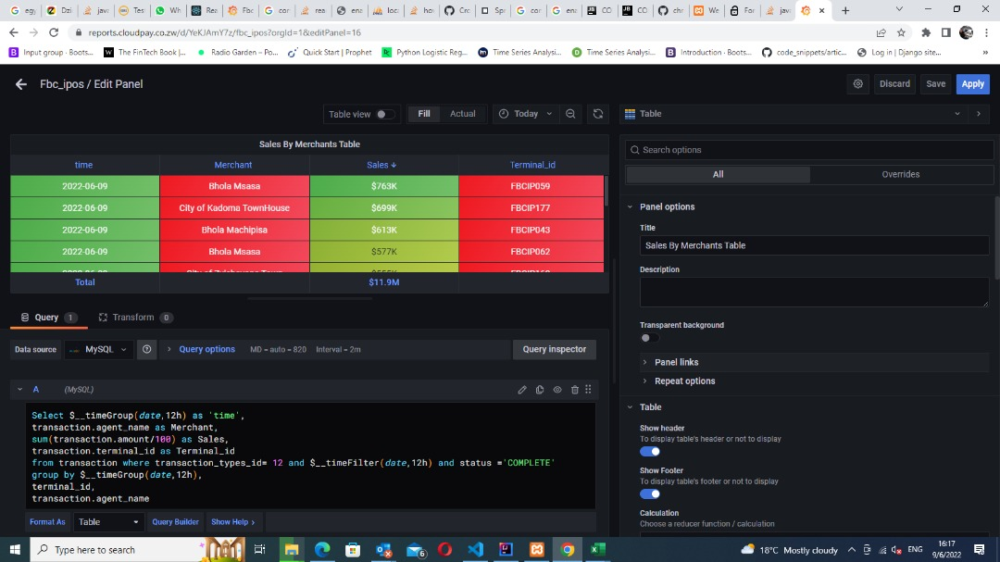 egy
Dzi
java
Tes
Wh
Rea
Fbc
cor
rea
ena
loca
hov
Cro
Spr
cor
ena
CO
CO
chr
We
For
java
reports.cloudpay.co.zw/d/YeKJAmY7z/fbc_ipos?orgId=1&editPanel=16
Input group · Boots...
The FinTech Book |...
Radio Garden – Po...
Quick Start | Prophet
Python Logistic Reg...
Time Series Analysi...
Time Series Analysi...
Introduction · Boots...
code_snippets/artic...
Log in | Django site...
»
Fbc_ipos / Edit Panel
Discard
Save
Apply
Table view
Fill
Actual
Today
Table
Sales By Merchants Table
time Merchant Sales Terminal_id
2022-06-09 Bhola Msasa $763K FBCIP059
2022-06-09 City of Kadoma TownHouse $699K FBCIP177
2022-06-09 Bhola Machipisa $613K FBCIP043
2022-06-09 Bhola Msasa $577K FBCIP062
Total $11.9M
Search options
All
Overrides
Panel options
Title
Sales By Merchants Table
Description
Transparent background
Panel links
Repeat options
Table
Show header
To display table's header or not to display
Show Footer
To display table's footer or not to display
Calculation
Choose a reducer function / calculation
Query 1
Transform 0
Data source
MySQL
Query options
MD = auto = 820
Interval = 2m
Query inspector
A
(MySQL)
Select $__timeGroup(date,12h) as 'time',
transaction.agent_name as Merchant,
sum(transaction.amount/100) as Sales,
transaction.terminal_id as Terminal_id
from transaction where transaction_types_id= 12 and $__timeFilter(date,12h) and status ='COMPLETE'
group by $__timeGroup(date,12h),
terminal_id,
transaction.agent_name
Format As
Table
Query Builder
Show Help
Type here to search
6
18°C Mostly cloudy
ENG
16:17
9/6/2022